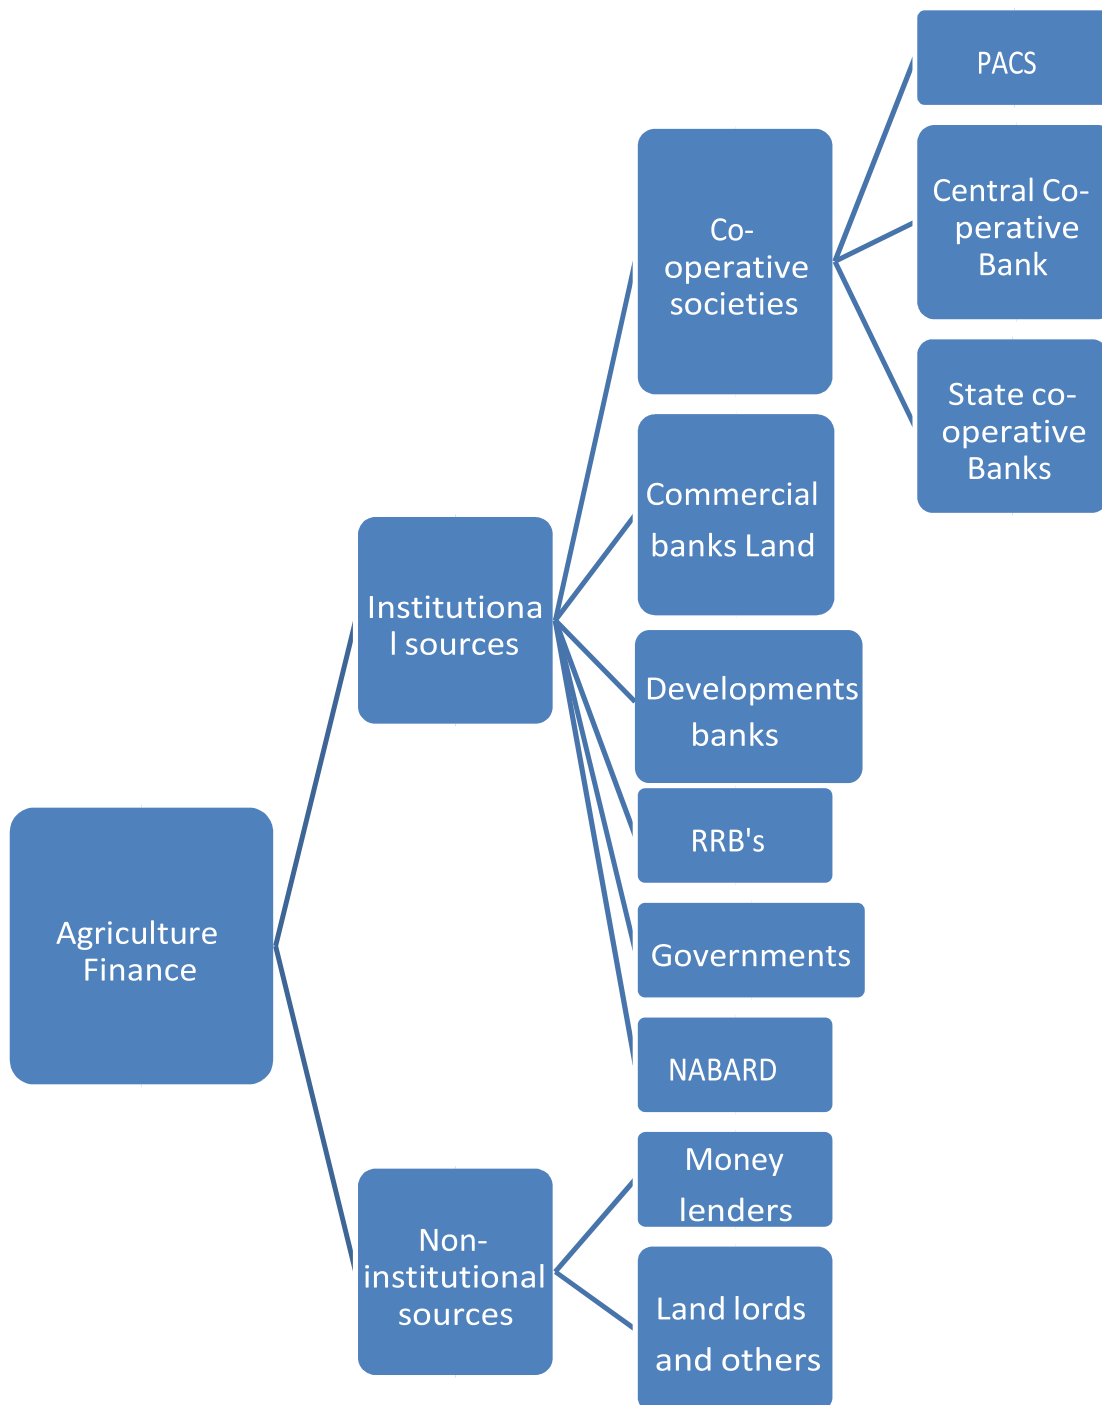 PACS
Central Co-
perative
Bank
Co-
operative
societies
State co-
operative
Banks
Commercial
banks Land
Institutiona
l sources
Developments
banks
RRB's
Agriculture
Finance
Governments
NABARD
Money
lenders
Non-
institutional
sources
Land lords
and others